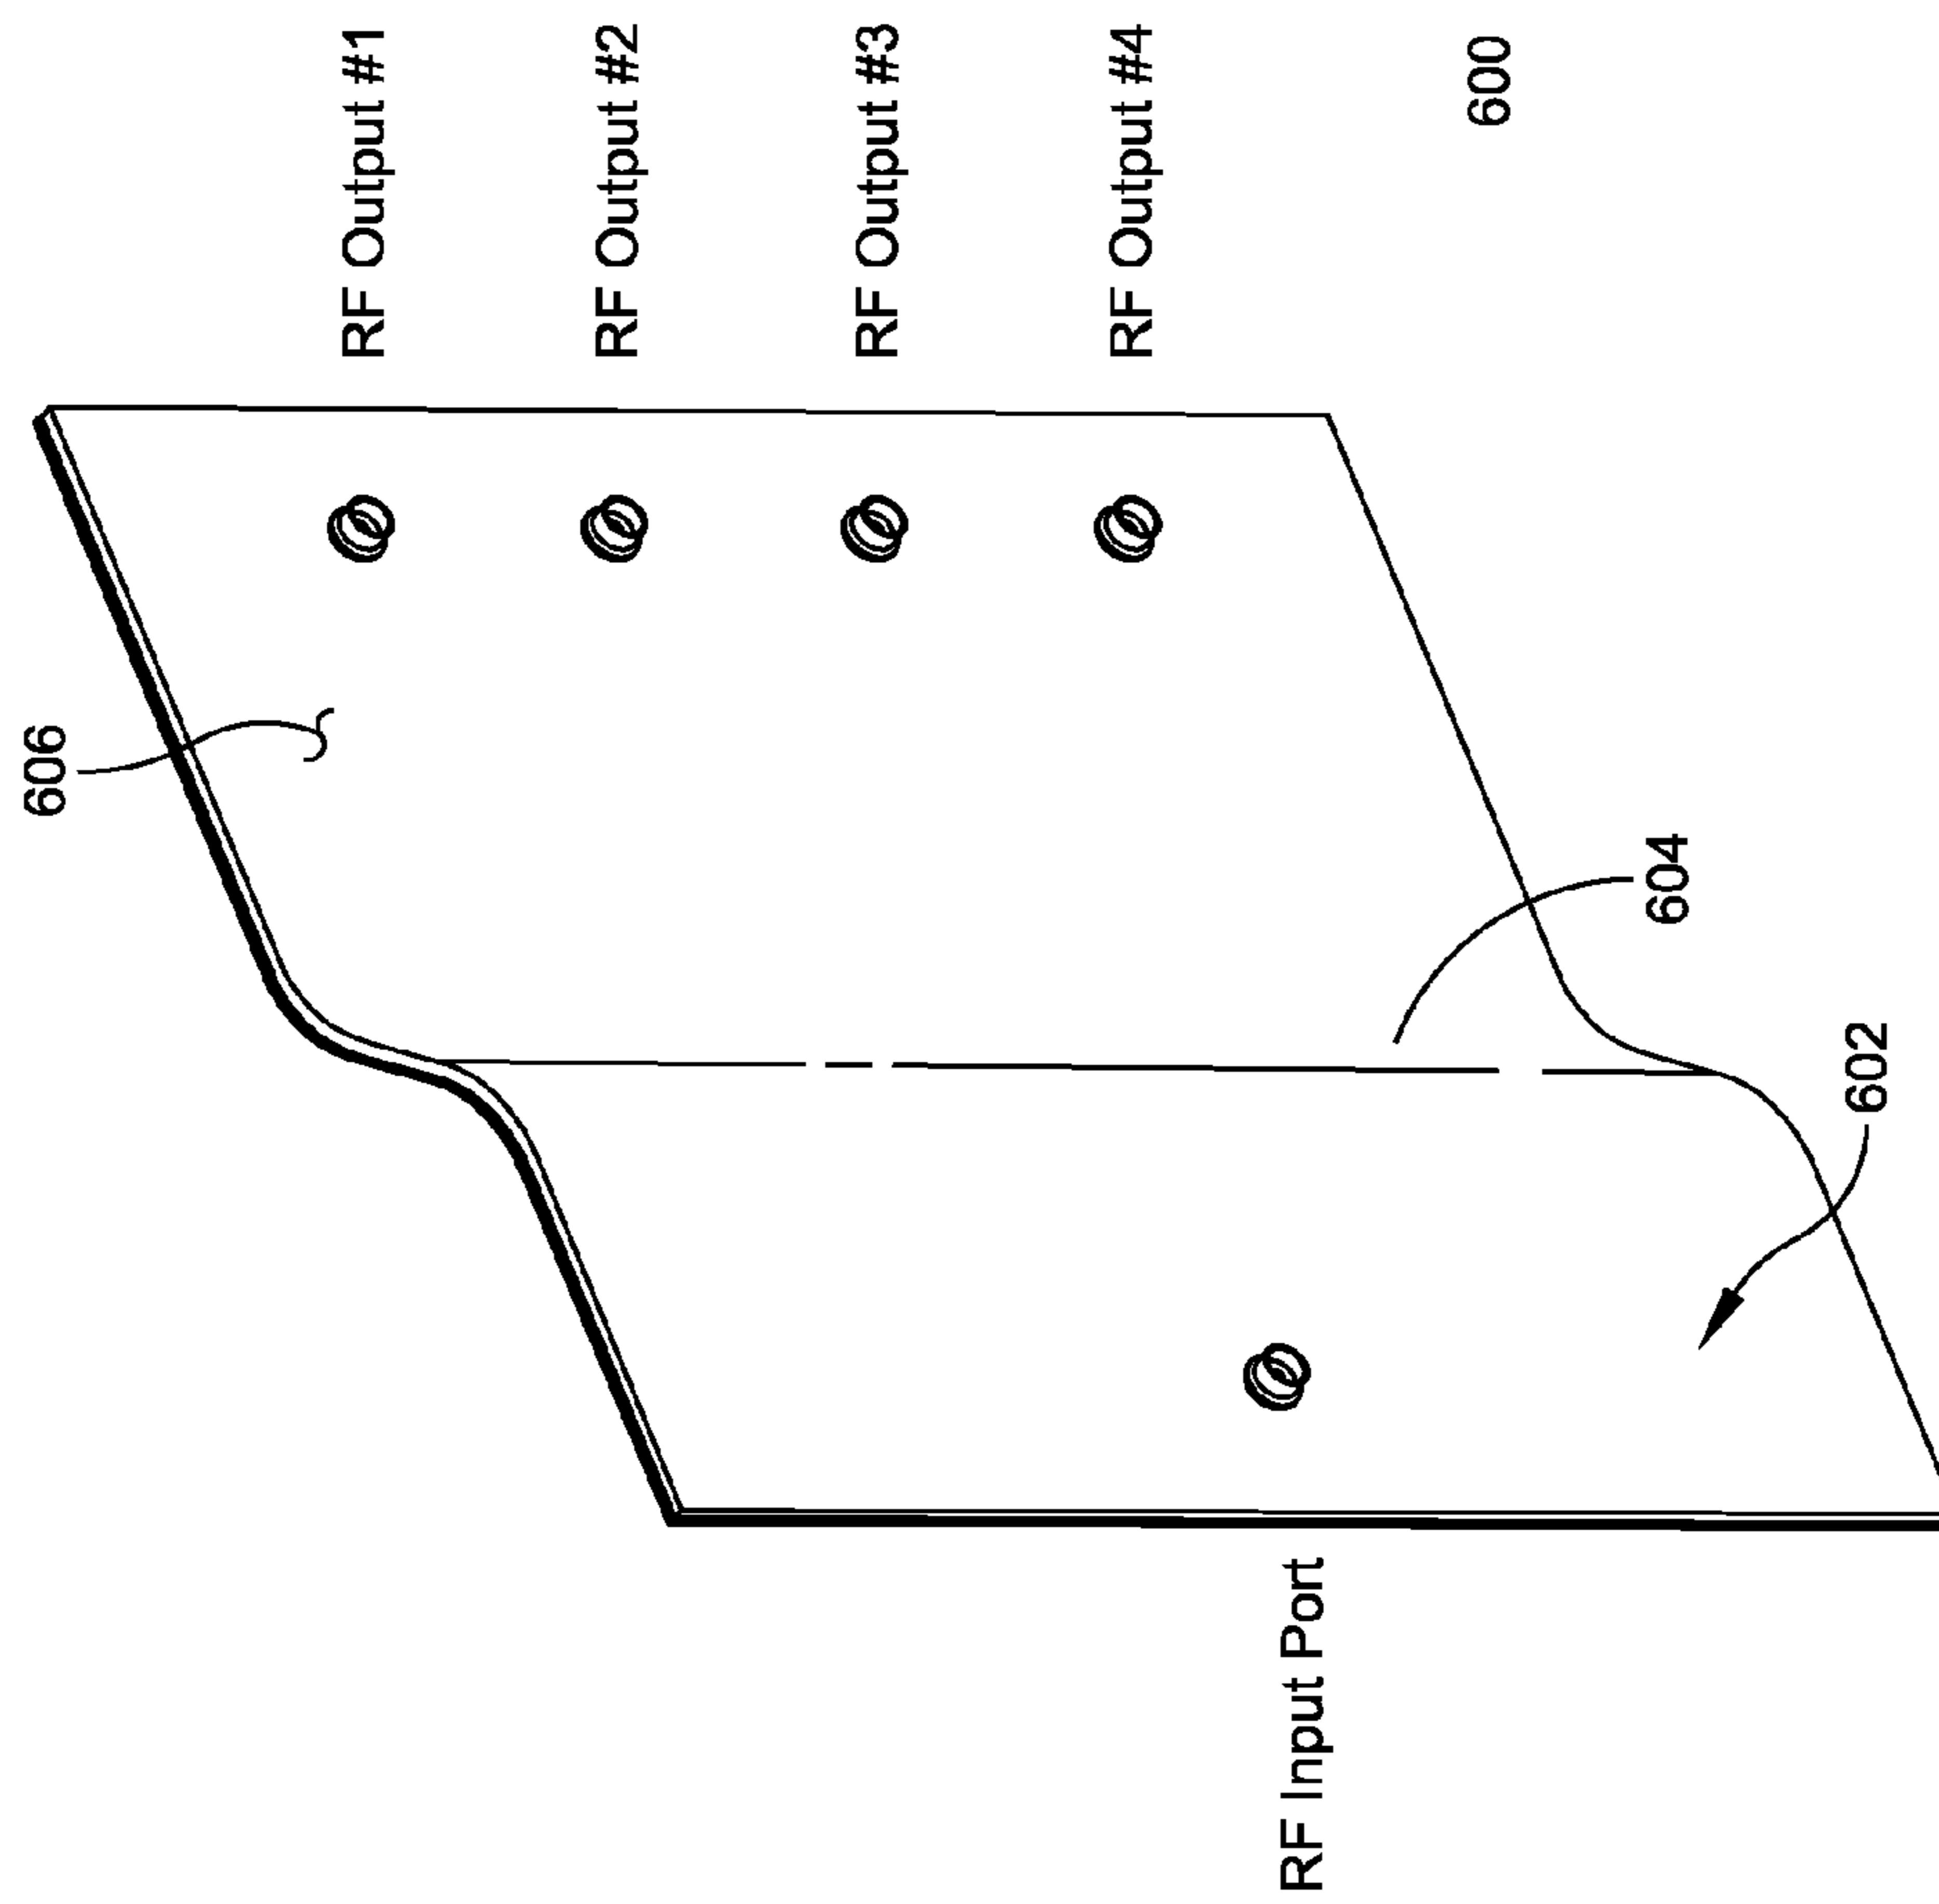 RF Output #1
RF Output #2
RF Output #3
RF Output #4
600
606
604
602
RF Input Port